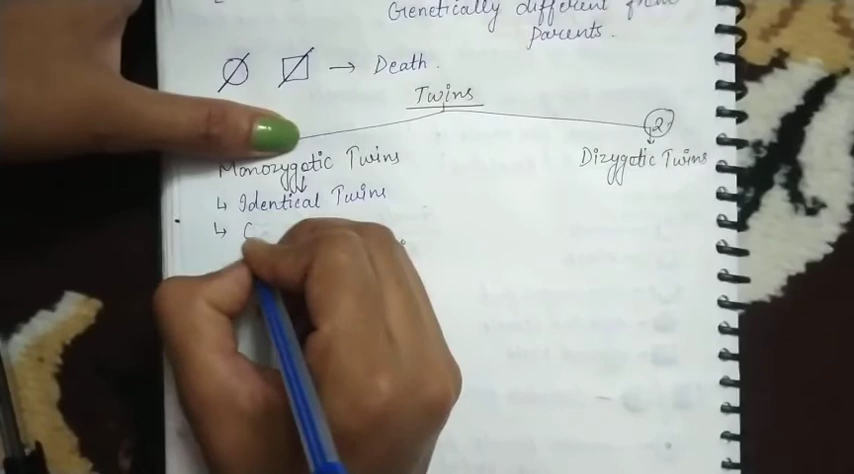 Genetically different from
parents.
→ Death.
Twins
2
Monozygotic Twins
Dizygotic Twins
↳ Identical Twins
↳ C